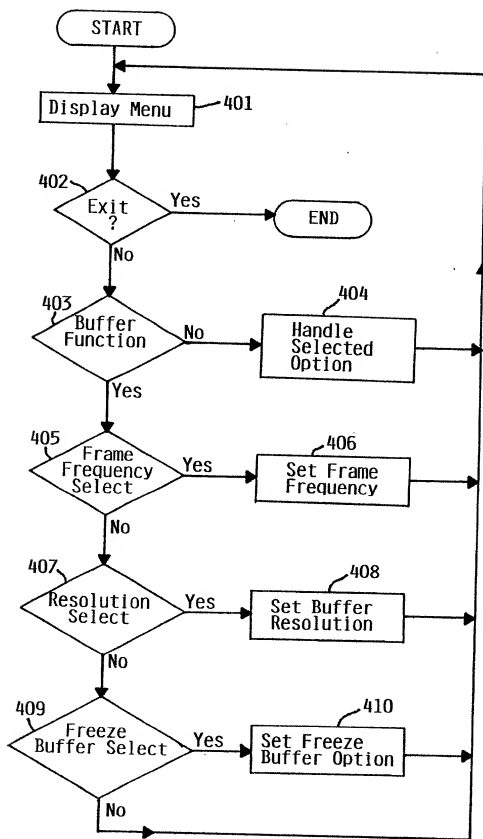 START
Display Menu
401
402
Exit
?
Yes
END
No
403
Buffer
Function
No
404
Handle
Selected
Option
Yes
405
Frame
Frequency
Select
Yes
406
Set Frame
Frequency
No
407
Resolution
Select
Yes
408
Set Buffer
Resolution
No
409
Freeze
Buffer Select
Yes
410
Set Freeze
Buffer Option
No